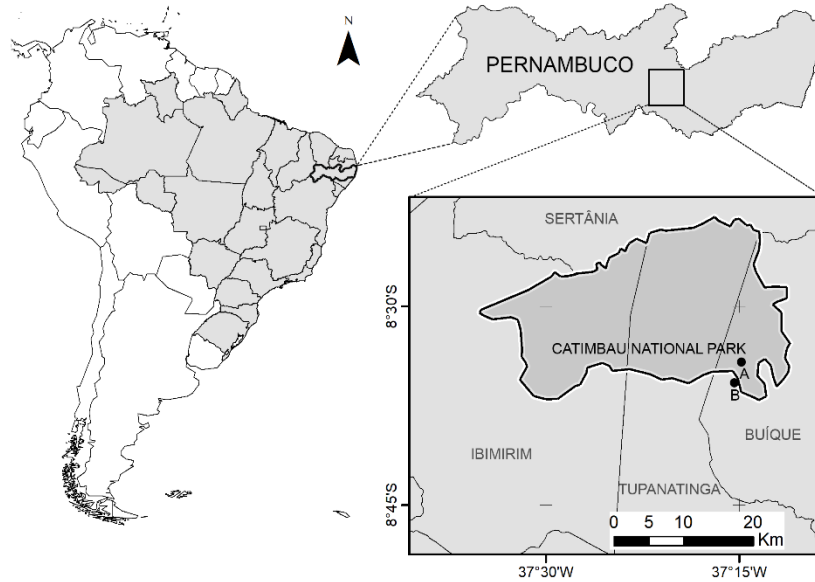 N
PERNAMBUCO
SERTÂNIA
8°30'S
CATIMBAU NATIONAL PARK
A
B
BUÍQUE
IBIMIRIM
TUPANATINGA
8°45'S
0 5 10 20
Km
37°30'W 37°15'W